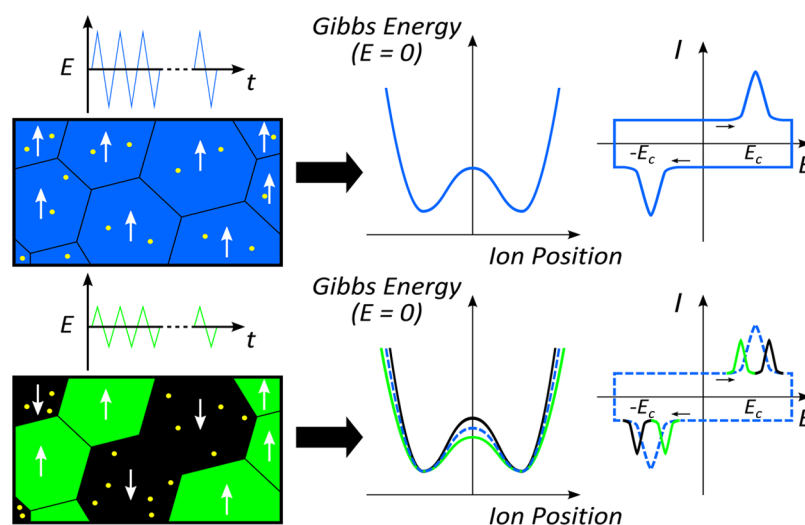 Gibbs Energy
(E = 0)
I
E
t
-Ec
Ec
E
Ion Position
Gibbs Energy
(E = 0)
I
E
t
-Ec
Ec
E
Ion Position